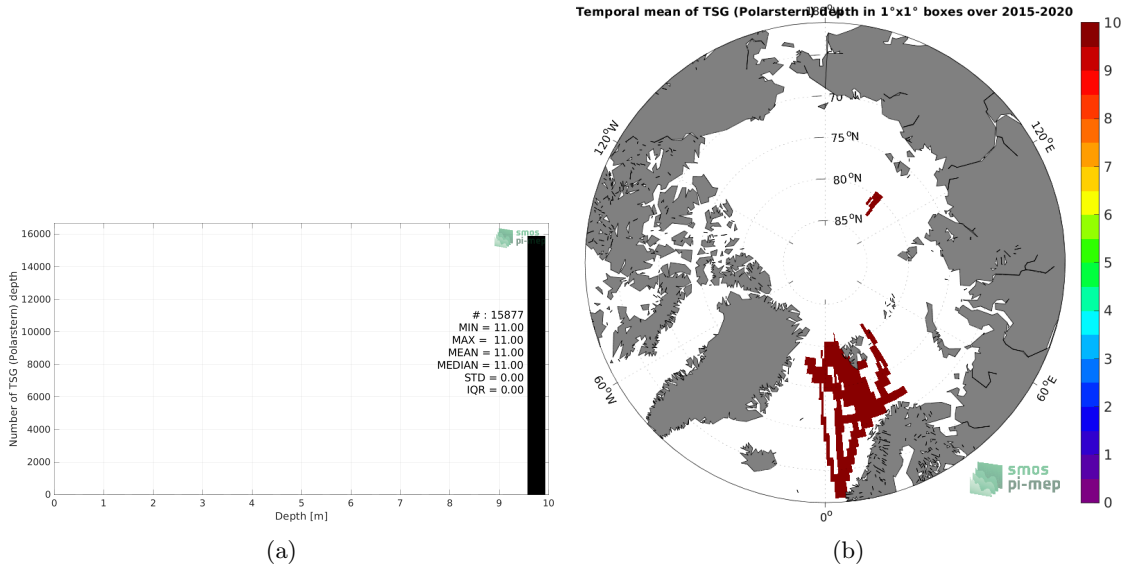 Number of TSG (Polarstern) depth
16000
14000
12000
10000
8000
6000
4000
2000
0
smos
pi-mep
# : 15877
MIN = 11.00
MAX = 11.00
MEAN = 11.00
MEDIAN = 11.00
STD = 0.00
IQR = 0.00
0 1 2 3 4 5 6 7 8 9 10
Depth [m]
(a)
Temporal mean of TSG (Polarstern) depth in 1°x1° boxes over 2015-2020
180°W
120°W
120°E
60°W
60°E
0°
70
75°N
80°N
85°N
smos
pi-mep
10
9
8
7
6
5
4
3
2
1
0
(b)